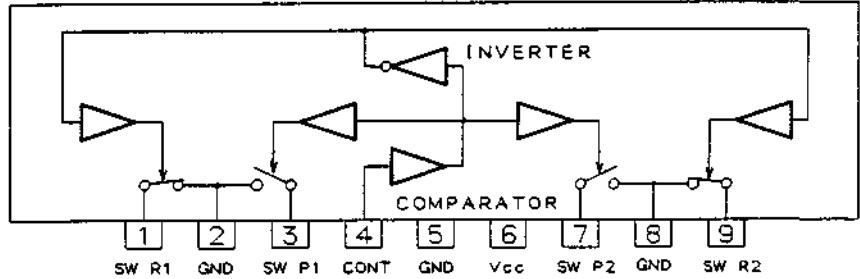 INVERTER
COMPARATOR
1 2 3 4 5 6 7 8 9
SW R1 GND SW P1 CONT GND Vcc SW P2 GND SW R2